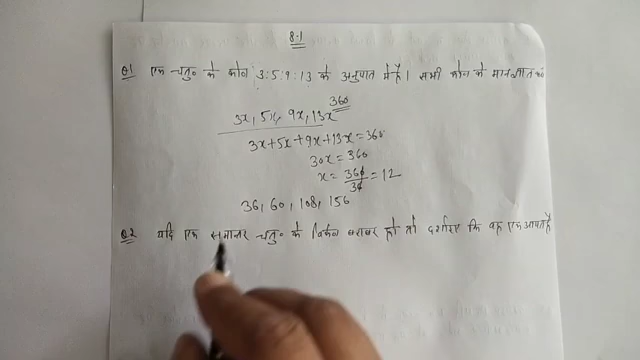 8.1
Q1 एक चतु० के कोण 3:5:9:13 के अनुपात में है। सभी कोण के मान ज्ञात करें
360
3x, 5x, 9x, 13x
3x+5x+9x+13x=360
30x=360
x = 360/30 = 12
36, 60, 108, 156
Q2 यदि एक समान्तर चतु० के विकर्ण बराबर हो तो दर्शाइए कि वह एक आयत है